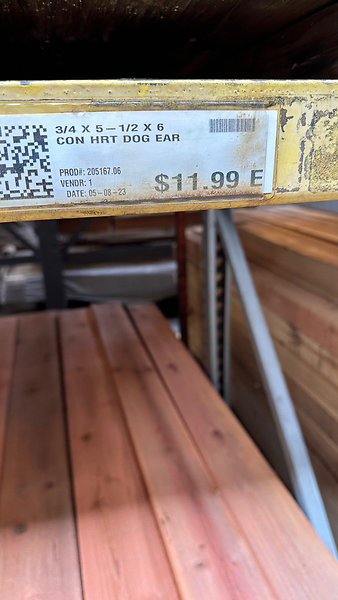 3/4 X 5-1/2 X 6
CON HRT DOG EAR
PROD#: 205167.06
VENDR: 1
DATE: 05-08-23
$11.99 E